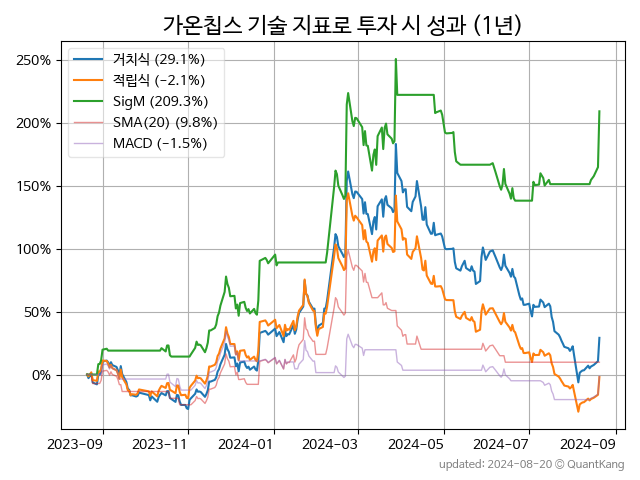 가온칩스 기술 지표로 투자 시 성과 (1년)
250%
200%
150%
100%
50%
0%
거치식 (29.1%)
적립식 (-2.1%)
SigM (209.3%)
SMA(20) (9.8%)
MACD (-1.5%)
2023-09 2023-11 2024-01 2024-03 2024-05 2024-07 2024-09
updated: 2024-08-20 @ QuantKang